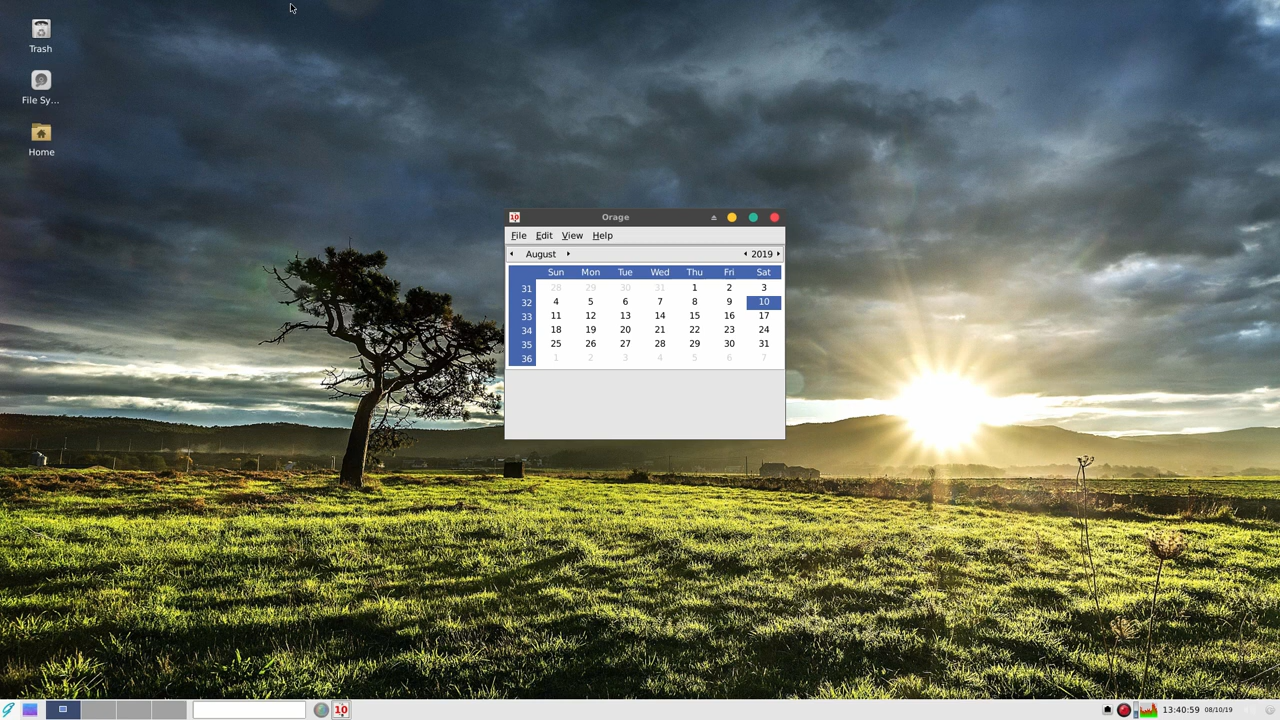 Trash
File Sy...
Home
10 Orage
File Edit View Help
August 2019
Sun Mon Tue Wed Thu Fri Sat
31 28 29 30 31 1 2 3
32 4 5 6 7 8 9 10
33 11 12 13 14 15 16 17
34 18 19 20 21 22 23 24
35 25 26 27 28 29 30 31
36 1 2 3 4 5 6 7
10 13:40:59 08/10/19